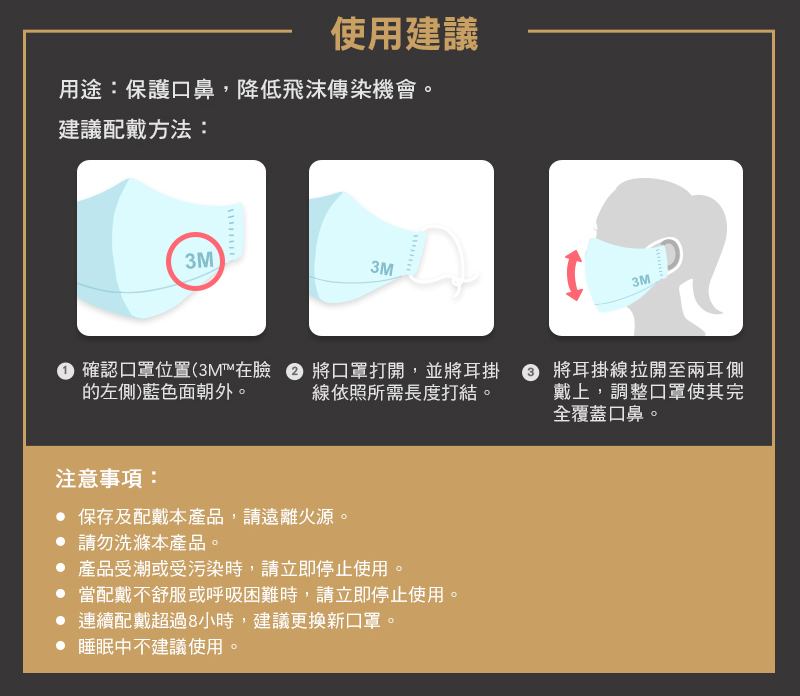 使用建議
用途：保護口鼻，降低飛沫傳染機會。
建議配戴方法：
3M
3M
3M
1 確認口罩位置(3M™在臉
的左側)藍色面朝外。
2 將口罩打開，並將耳掛
線依照所需長度打結。
3 將耳掛線拉開至兩耳側
戴上，調整口罩使其完
全覆蓋口鼻。
注意事項：
● 保存及配戴本產品，請遠離火源。
● 請勿洗滌本產品。
● 產品受潮或受污染時，請立即停止使用。
● 當配戴不舒服或呼吸困難時，請立即停止使用。
● 連續配戴超過8小時，建議更換新口罩。
● 睡眠中不建議使用。